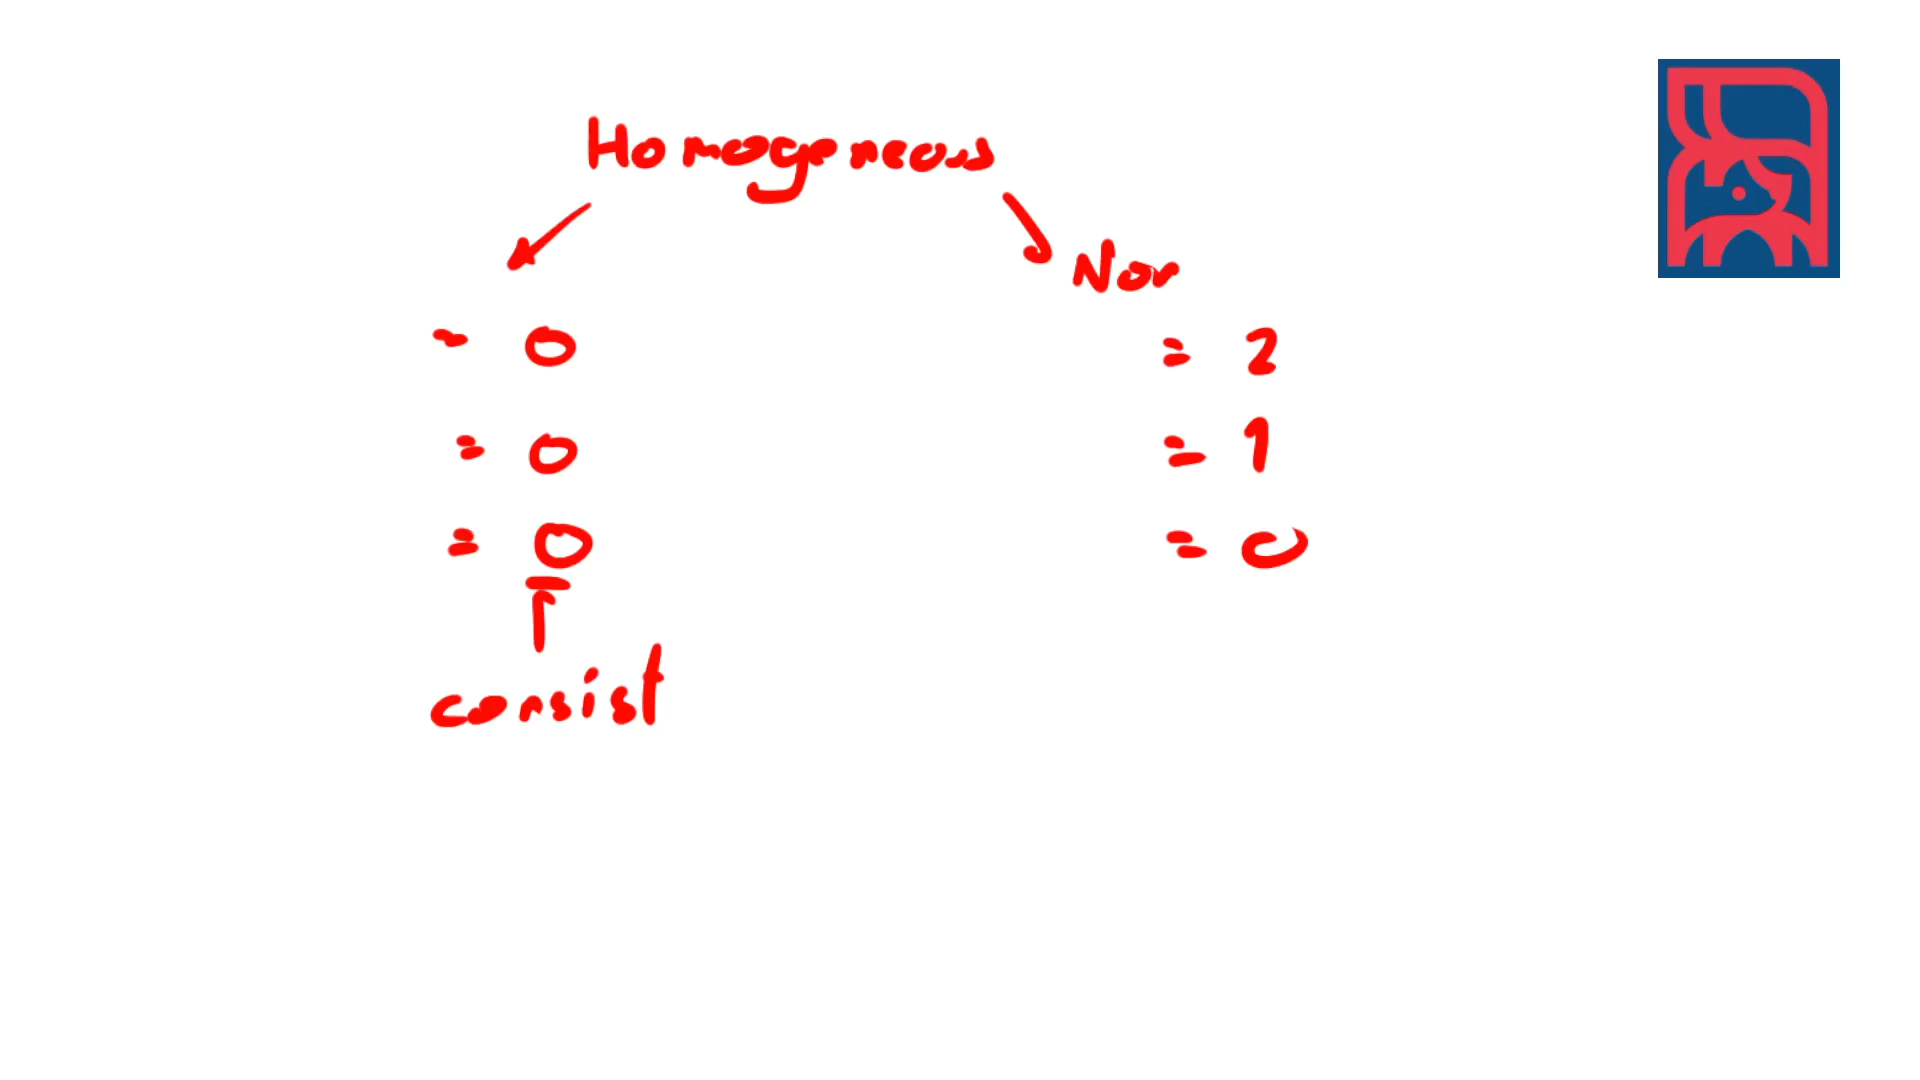 Homogeneous
Non
= 0
= 2
= 0
= 1
= 0
= 0
consist